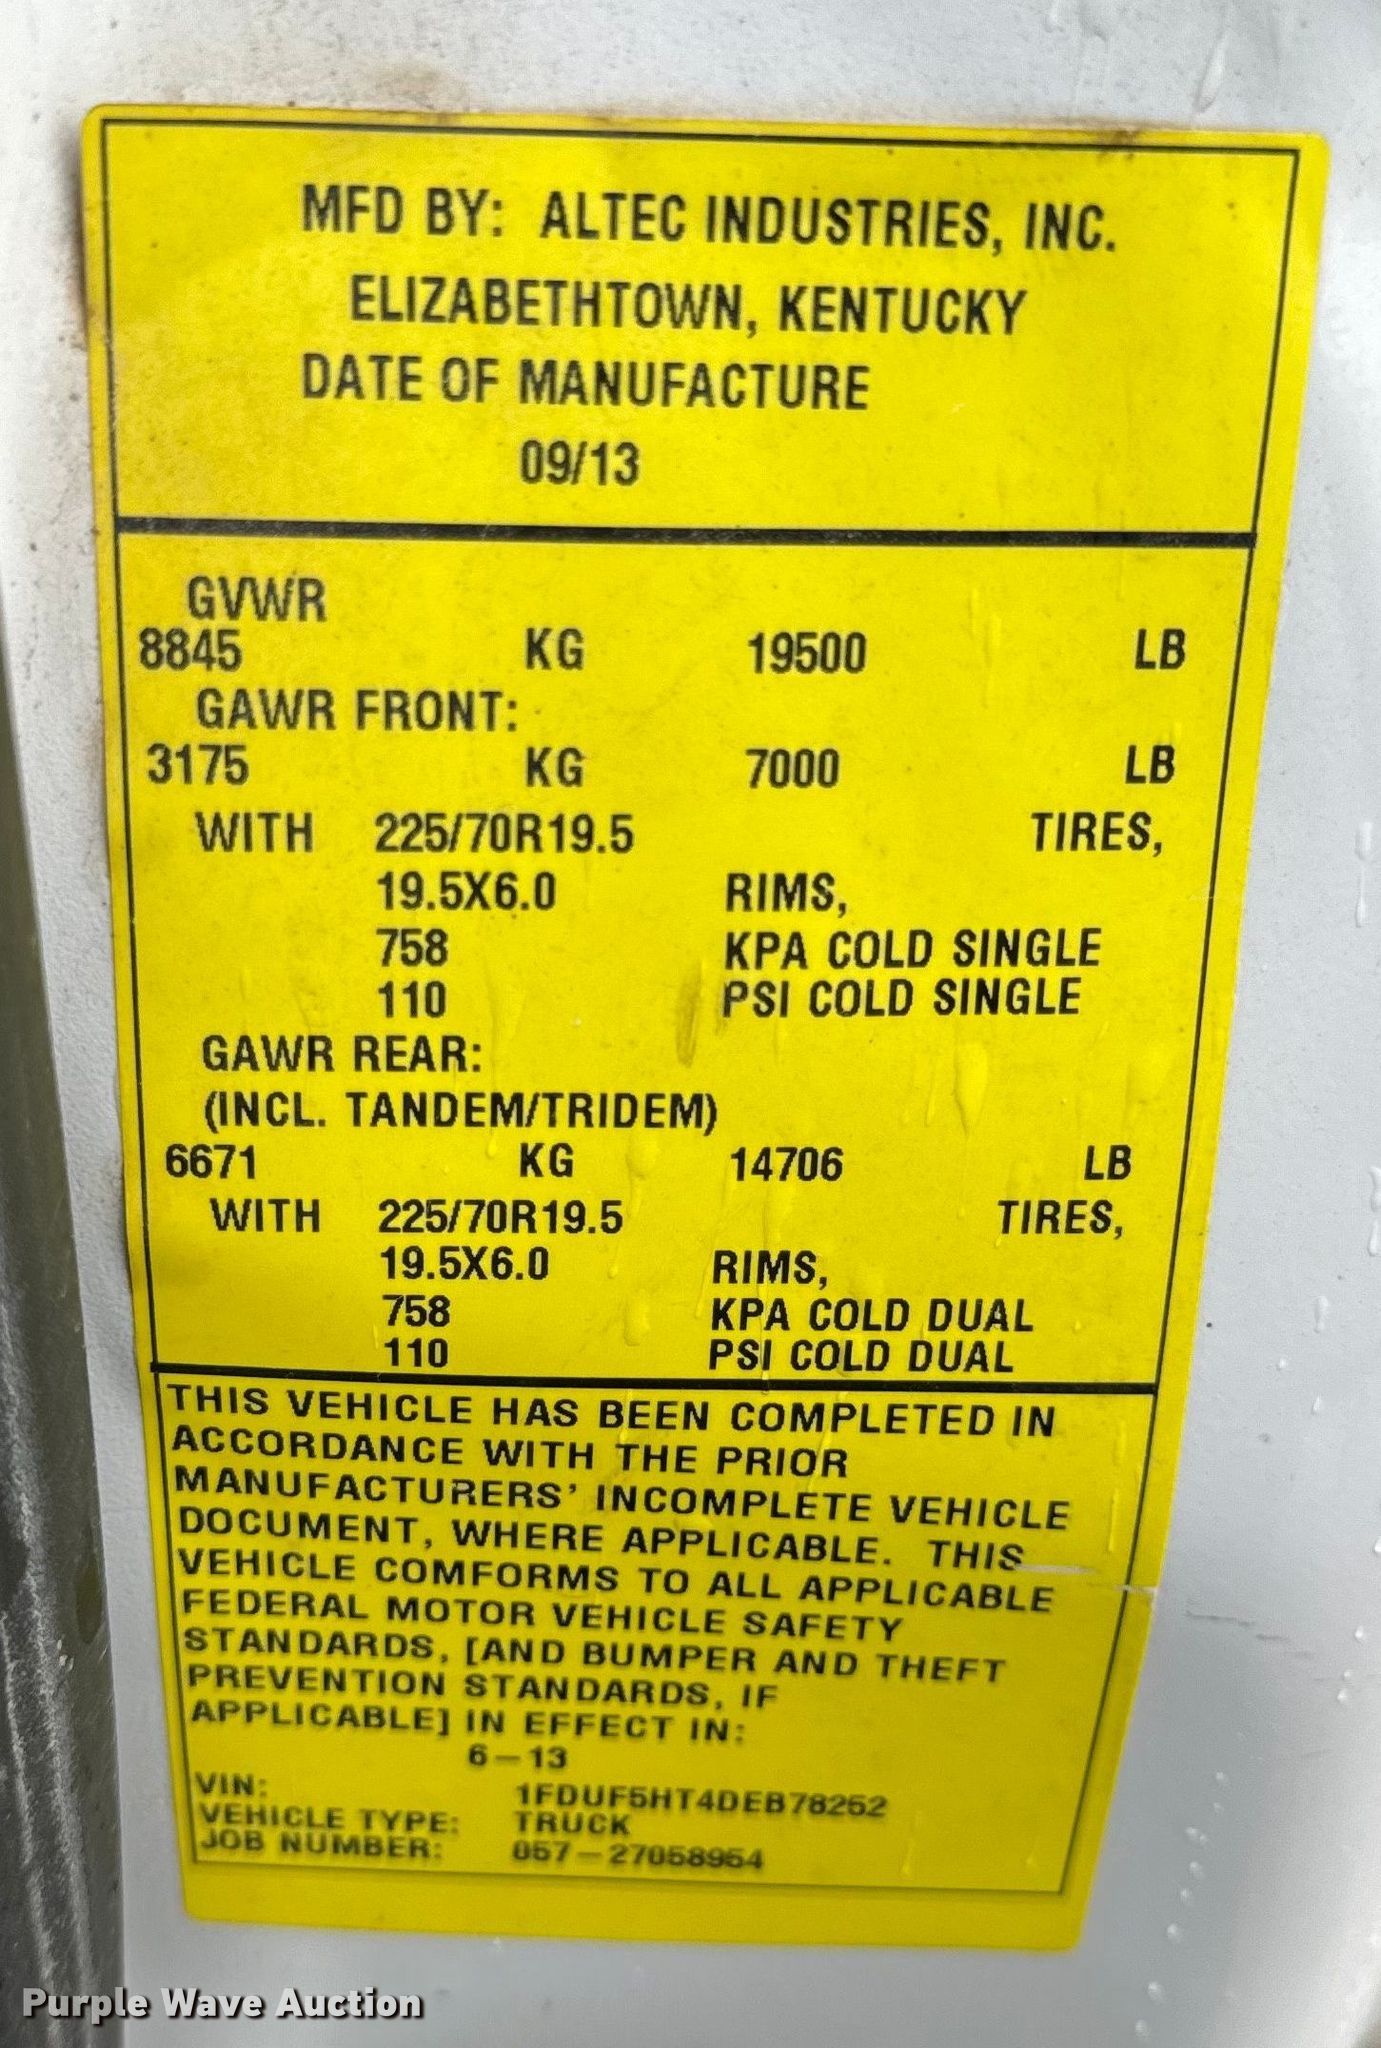 MFD BY: ALTEC INDUSTRIES, INC.
ELIZABETHTOWN, KENTUCKY
DATE OF MANUFACTURE
09/13
GVWR
8845 KG 19500 LB
GAWR FRONT:
3175 KG 7000 LB
WITH 225/70R19.5 TIRES,
19.5X6.0 RIMS,
758 KPA COLD SINGLE
110 PSI COLD SINGLE
GAWR REAR:
(INCL. TANDEM/TRIDEM)
6671 KG 14706 LB
WITH 225/70R19.5 TIRES,
19.5X6.0 RIMS,
758 KPA COLD DUAL
110 PSI COLD DUAL
THIS VEHICLE HAS BEEN COMPLETED IN
ACCORDANCE WITH THE PRIOR
MANUFACTURERS' INCOMPLETE VEHICLE
DOCUMENT, WHERE APPLICABLE. THIS
VEHICLE COMFORMS TO ALL APPLICABLE
FEDERAL MOTOR VEHICLE SAFETY
STANDARDS, [AND BUMPER AND THEFT
PREVENTION STANDARDS, IF
APPLICABLE] IN EFFECT IN:
6-13
VIN: 1FDUF5HT4DEB78252
VEHICLE TYPE: TRUCK
JOB NUMBER: 057-27058954
Purple Wave Auction